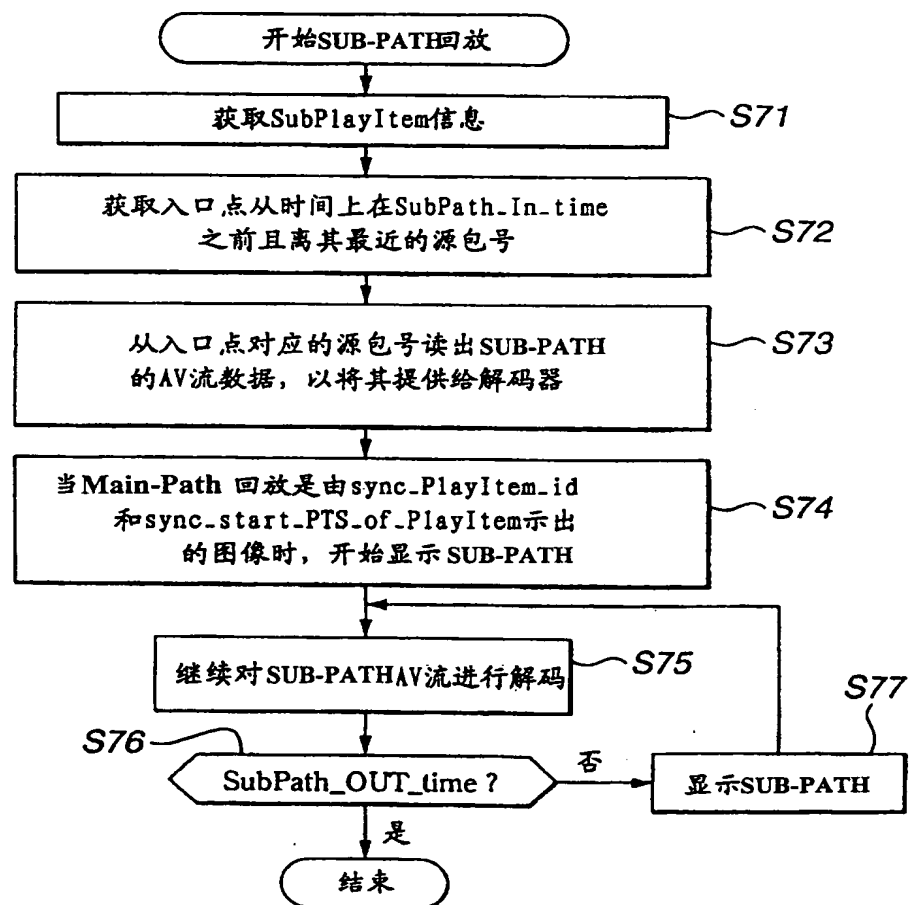 开始SUB-PATH回放
获取SubPlayItem信息
S71
获取入口点从时间上在SubPath_In_time
之前且离其最近的源包号
S72
从入口点对应的源包号读出SUB-PATH
的AV流数据，以将其提供给解码器
S73
当Main-Path 回放是由sync_PlayItem_id
和sync_start_PTS_of_PlayItem示出
的图像时，开始显示SUB-PATH
S74
继续对SUB-PATHAV流进行解码
S75
S76
SubPath_OUT_time？
否
显示SUB-PATH
S77
是
结束